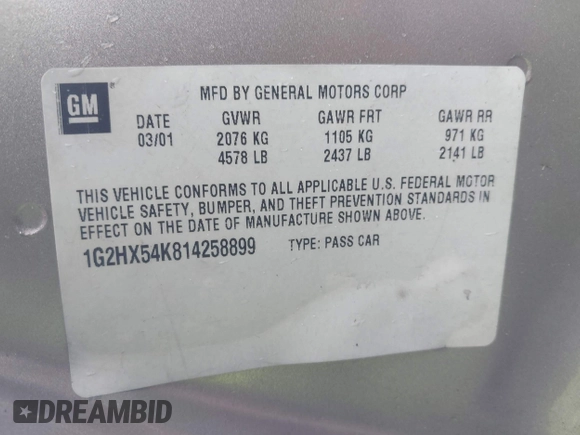 GM
MFD BY GENERAL MOTORS CORP
DATE GVWR GAWR FRT GAWR RR
03/01 2076 KG 1105 KG 971 KG
4578 LB 2437 LB 2141 LB
THIS VEHICLE CONFORMS TO ALL APPLICABLE U.S. FEDERAL MOTOR
VEHICLE SAFETY, BUMPER, AND THEFT PREVENTION STANDARDS IN
EFFECT ON THE DATE OF MANUFACTURE SHOWN ABOVE.
1G2HX54K814258899 TYPE: PASS CAR
DREAMBID